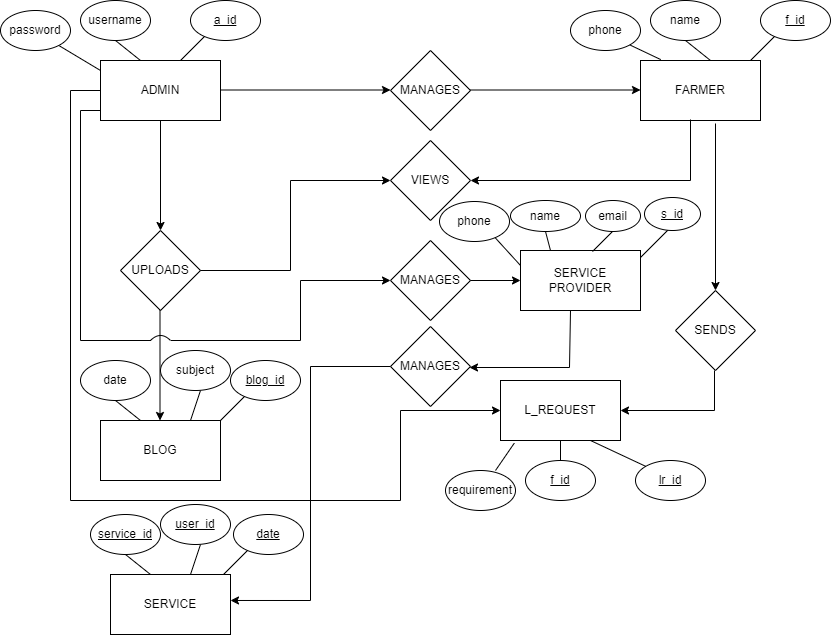 password
username
a_id
phone
name
f_id
ADMIN
MANAGES
FARMER
VIEWS
phone
name
email
s_id
UPLOADS
MANAGES
SERVICE
PROVIDER
SENDS
MANAGES
date
subject
blog_id
L_REQUEST
BLOG
requirement
f_id
lr_id
service_id
user_id
date
SERVICE